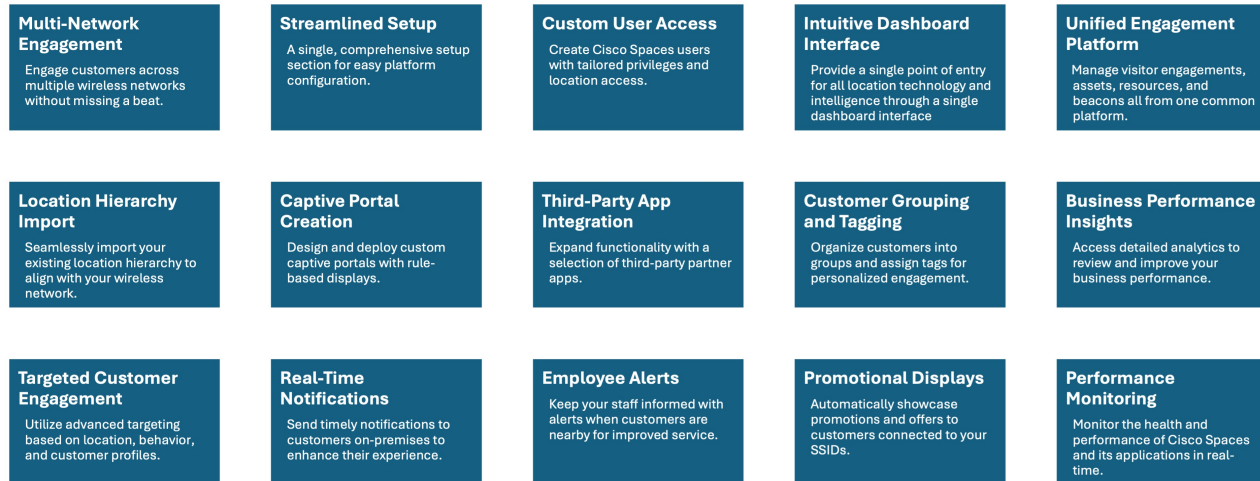 Multi-Network
Engagement
Engage customers across
multiple wireless networks
without missing a beat.
Streamlined Setup
A single, comprehensive setup
section for easy platform
configuration.
Custom User Access
Create Cisco Spaces users
with tailored privileges and
location access.
Intuitive Dashboard
Interface
Provide a single point of entry
for all location technology and
intelligence through a single
dashboard interface
Unified Engagement
Platform
Manage visitor engagements,
assets, resources, and
beacons all from one common
platform.
Location Hierarchy
Import
Seamlessly import your
existing location hierarchy to
align with your wireless
network.
Captive Portal
Creation
Design and deploy custom
captive portals with rule-
based displays.
Third-Party App
Integration
Expand functionality with a
selection of third-party partner
apps.
Customer Grouping
and Tagging
Organize customers into
groups and assign tags for
personalized engagement.
Business Performance
Insights
Access detailed analytics to
review and improve your
business performance.
Targeted Customer
Engagement
Utilize advanced targeting
based on location, behavior,
and customer profiles.
Real-Time
Notifications
Send timely notifications to
customers on-premises to
enhance their experience.
Employee Alerts
Keep your staff informed with
alerts when customers are
nearby for improved service.
Promotional Displays
Automatically showcase
promotions and offers to
customers connected to your
SSIDs.
Performance
Monitoring
Monitor the health and
performance of Cisco Spaces
and its applications in real-
time.